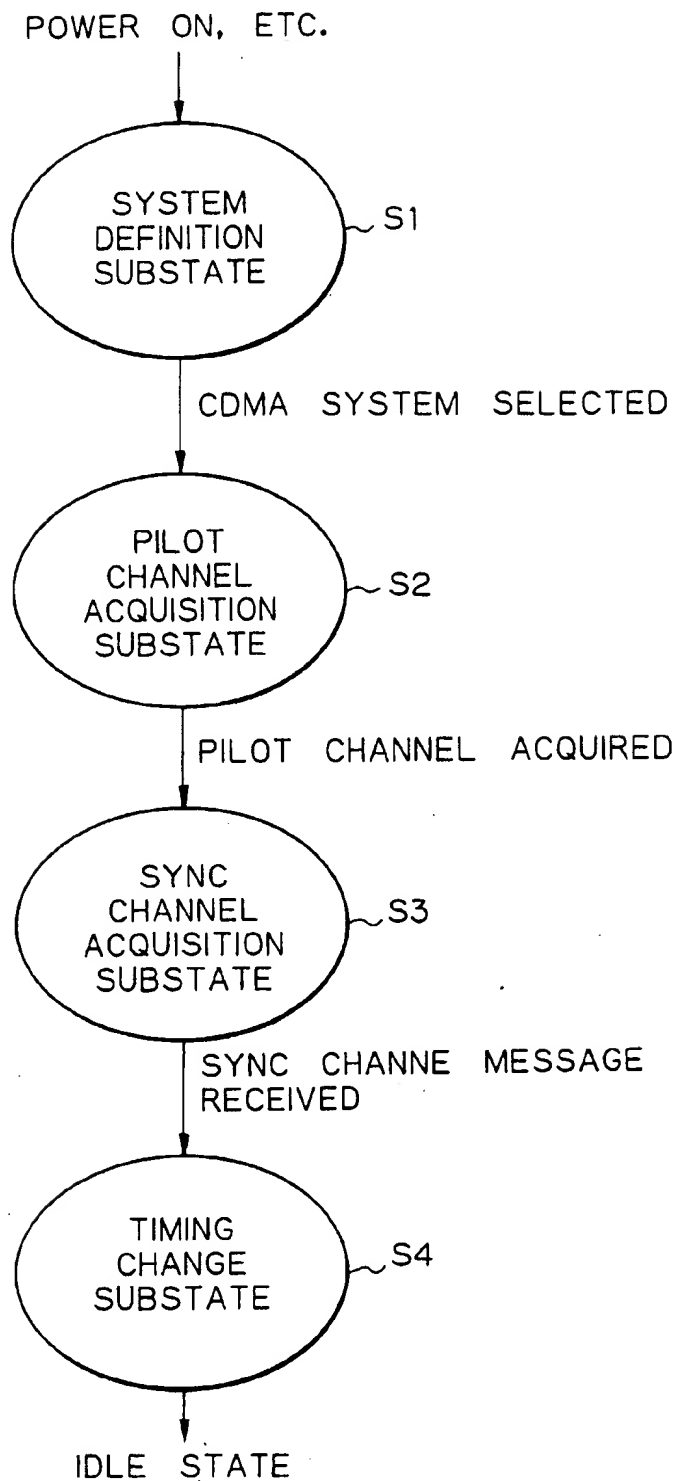 POWER ON, ETC.
SYSTEM
DEFINITION
SUBSTATE
S1
CDMA SYSTEM SELECTED
PILOT
CHANNEL
ACQUISITION
SUBSTATE
S2
PILOT CHANNEL ACQUIRED
SYNC
CHANNEL
ACQUISITION
SUBSTATE
S3
SYNC CHANNE MESSAGE
RECEIVED
TIMING
CHANGE
SUBSTATE
S4
IDLE STATE